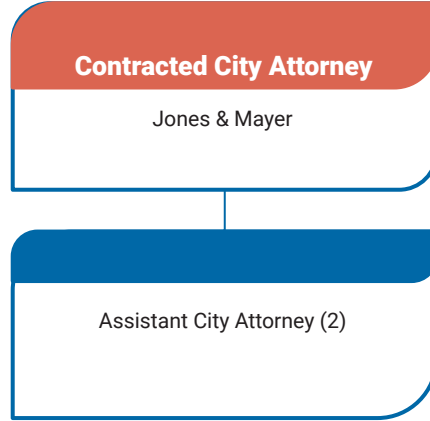 Contracted City Attorney
Jones & Mayer
Assistant City Attorney (2)